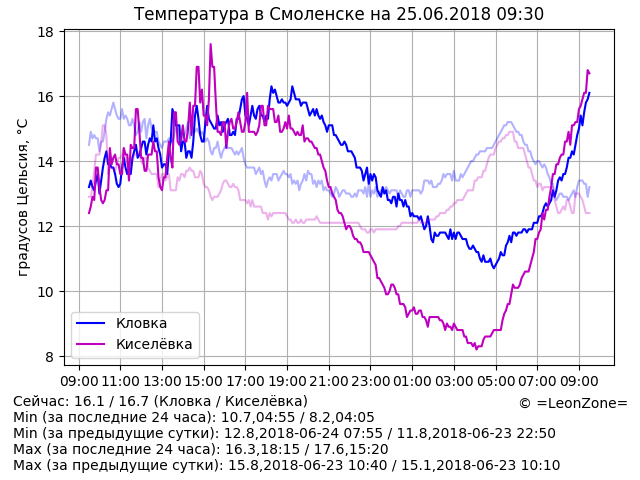 Температура в Смоленске на 25.06.2018 09:30
градусов Цельсия, °C
18
16
14
12
10
8
Кловка
Киселёвка
09:00 11:00 13:00 15:00 17:00 19:00 21:00 23:00 01:00 03:00 05:00 07:00 09:00
Сейчас: 16.1 / 16.7 (Кловка / Киселёвка)
© =LeonZone=
Min (за последние 24 часа): 10.7,04:55 / 8.2,04:05
Min (за предыдущие сутки): 12.8,2018-06-24 07:55 / 11.8,2018-06-23 22:50
Max (за последние 24 часа): 16.3,18:15 / 17.6,15:20
Max (за предыдущие сутки): 15.8,2018-06-23 10:40 / 15.1,2018-06-23 10:10